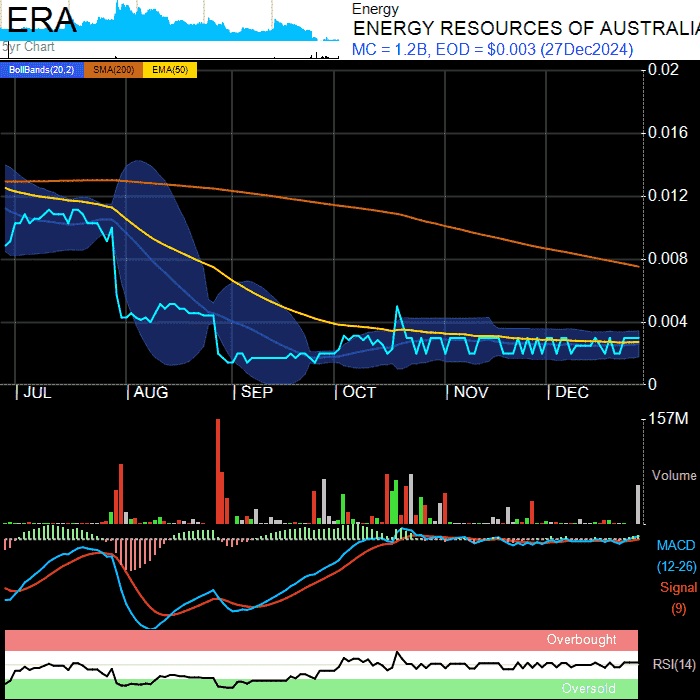 ERA
5yr Chart
Energy
ENERGY RESOURCES OF AUSTRALIA
MC = 1.2B, EOD = $0.003 (27Dec2024)
BollBands(20,2) SMA(200) EMA(50)
0.02
0.016
0.012
0.008
0.004
0
JUL AUG SEP OCT NOV DEC
157M
Volume
MACD
(12-26)
Signal
(9)
Overbought
RSI(14)
Oversold